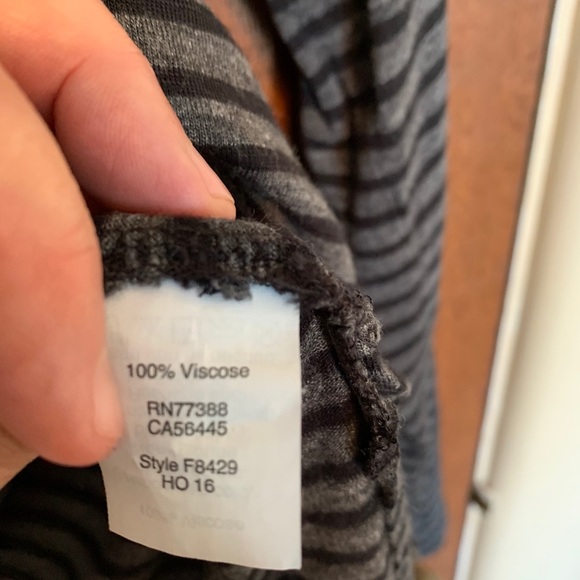 100% Viscose
RN77388
CA56445
Style F8429
HO 16